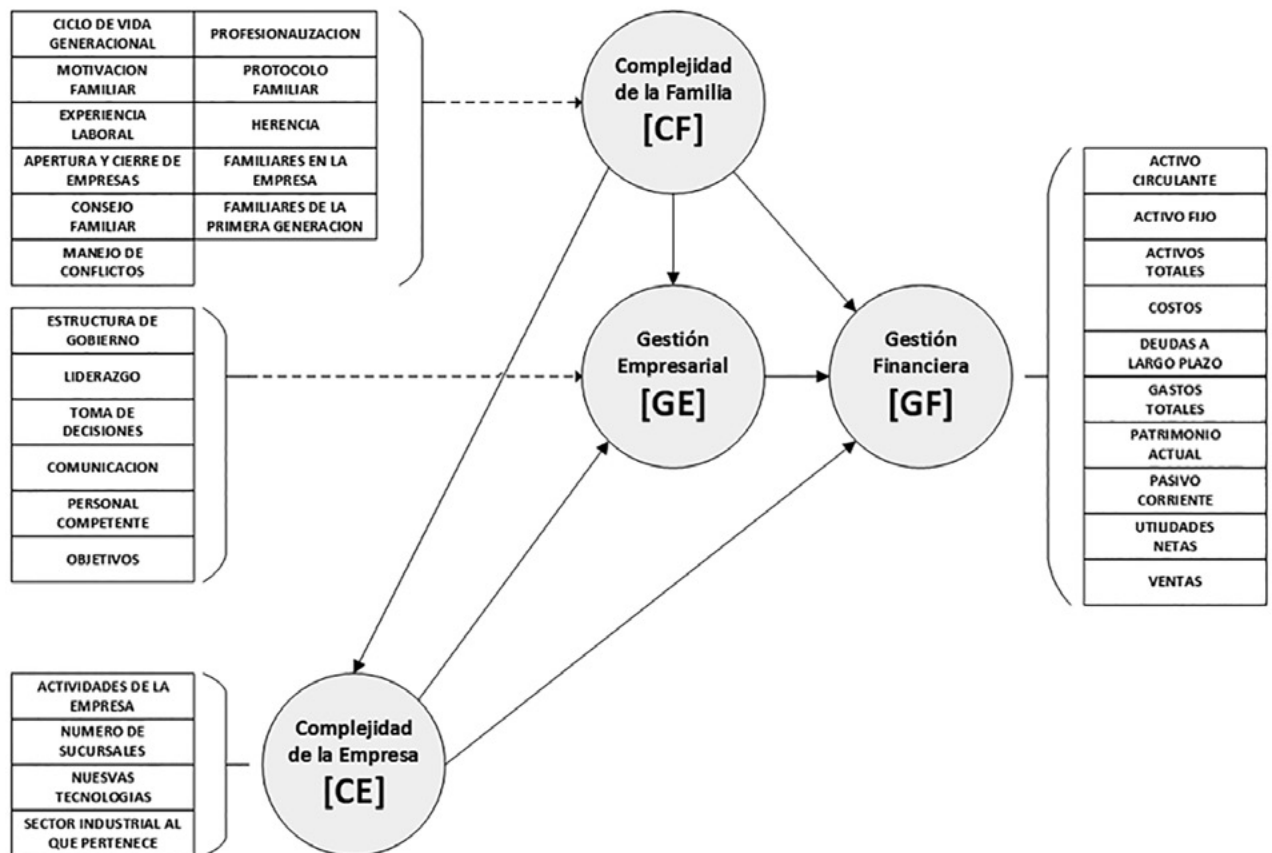 CICLO DE VIDA
GENERACIONAL
PROFESIONALIZACION
MOTIVACION
FAMILIAR
PROTOCOLO
FAMILIAR
EXPERIENCIA
LABORAL
HERENCIA
APERTURA Y CIERRE DE
EMPRESAS
FAMILIARES EN LA
EMPRESA
CONSEJO
FAMILIAR
FAMILIARES DE LA
PRIMERA GENERACION
MANEJO DE
CONFLICTOS
ESTRUCTURA DE
GOBIERNO
LIDERAZGO
TOMA DE
DECISIONES
COMUNICACION
PERSONAL
COMPETENTE
OBJETIVOS
ACTIVIDADES DE LA
EMPRESA
NUMERO DE
SUCURSALES
NUESVAS
TECNOLOGIAS
SECTOR INDUSTRIAL AL
QUE PERTENECE
Complejidad
de la Familia
[CF]
Gestión
Empresarial
[GE]
Gestión
Financiera
[GF]
Complejidad
de la Empresa
[CE]
ACTIVO
CIRCULANTE
ACTIVO FIJO
ACTIVOS
TOTALES
COSTOS
DEUDAS A
LARGO PLAZO
GASTOS
TOTALES
PATRIMONIO
ACTUAL
PASIVO
CORRIENTE
UTILIDADES
NETAS
VENTAS